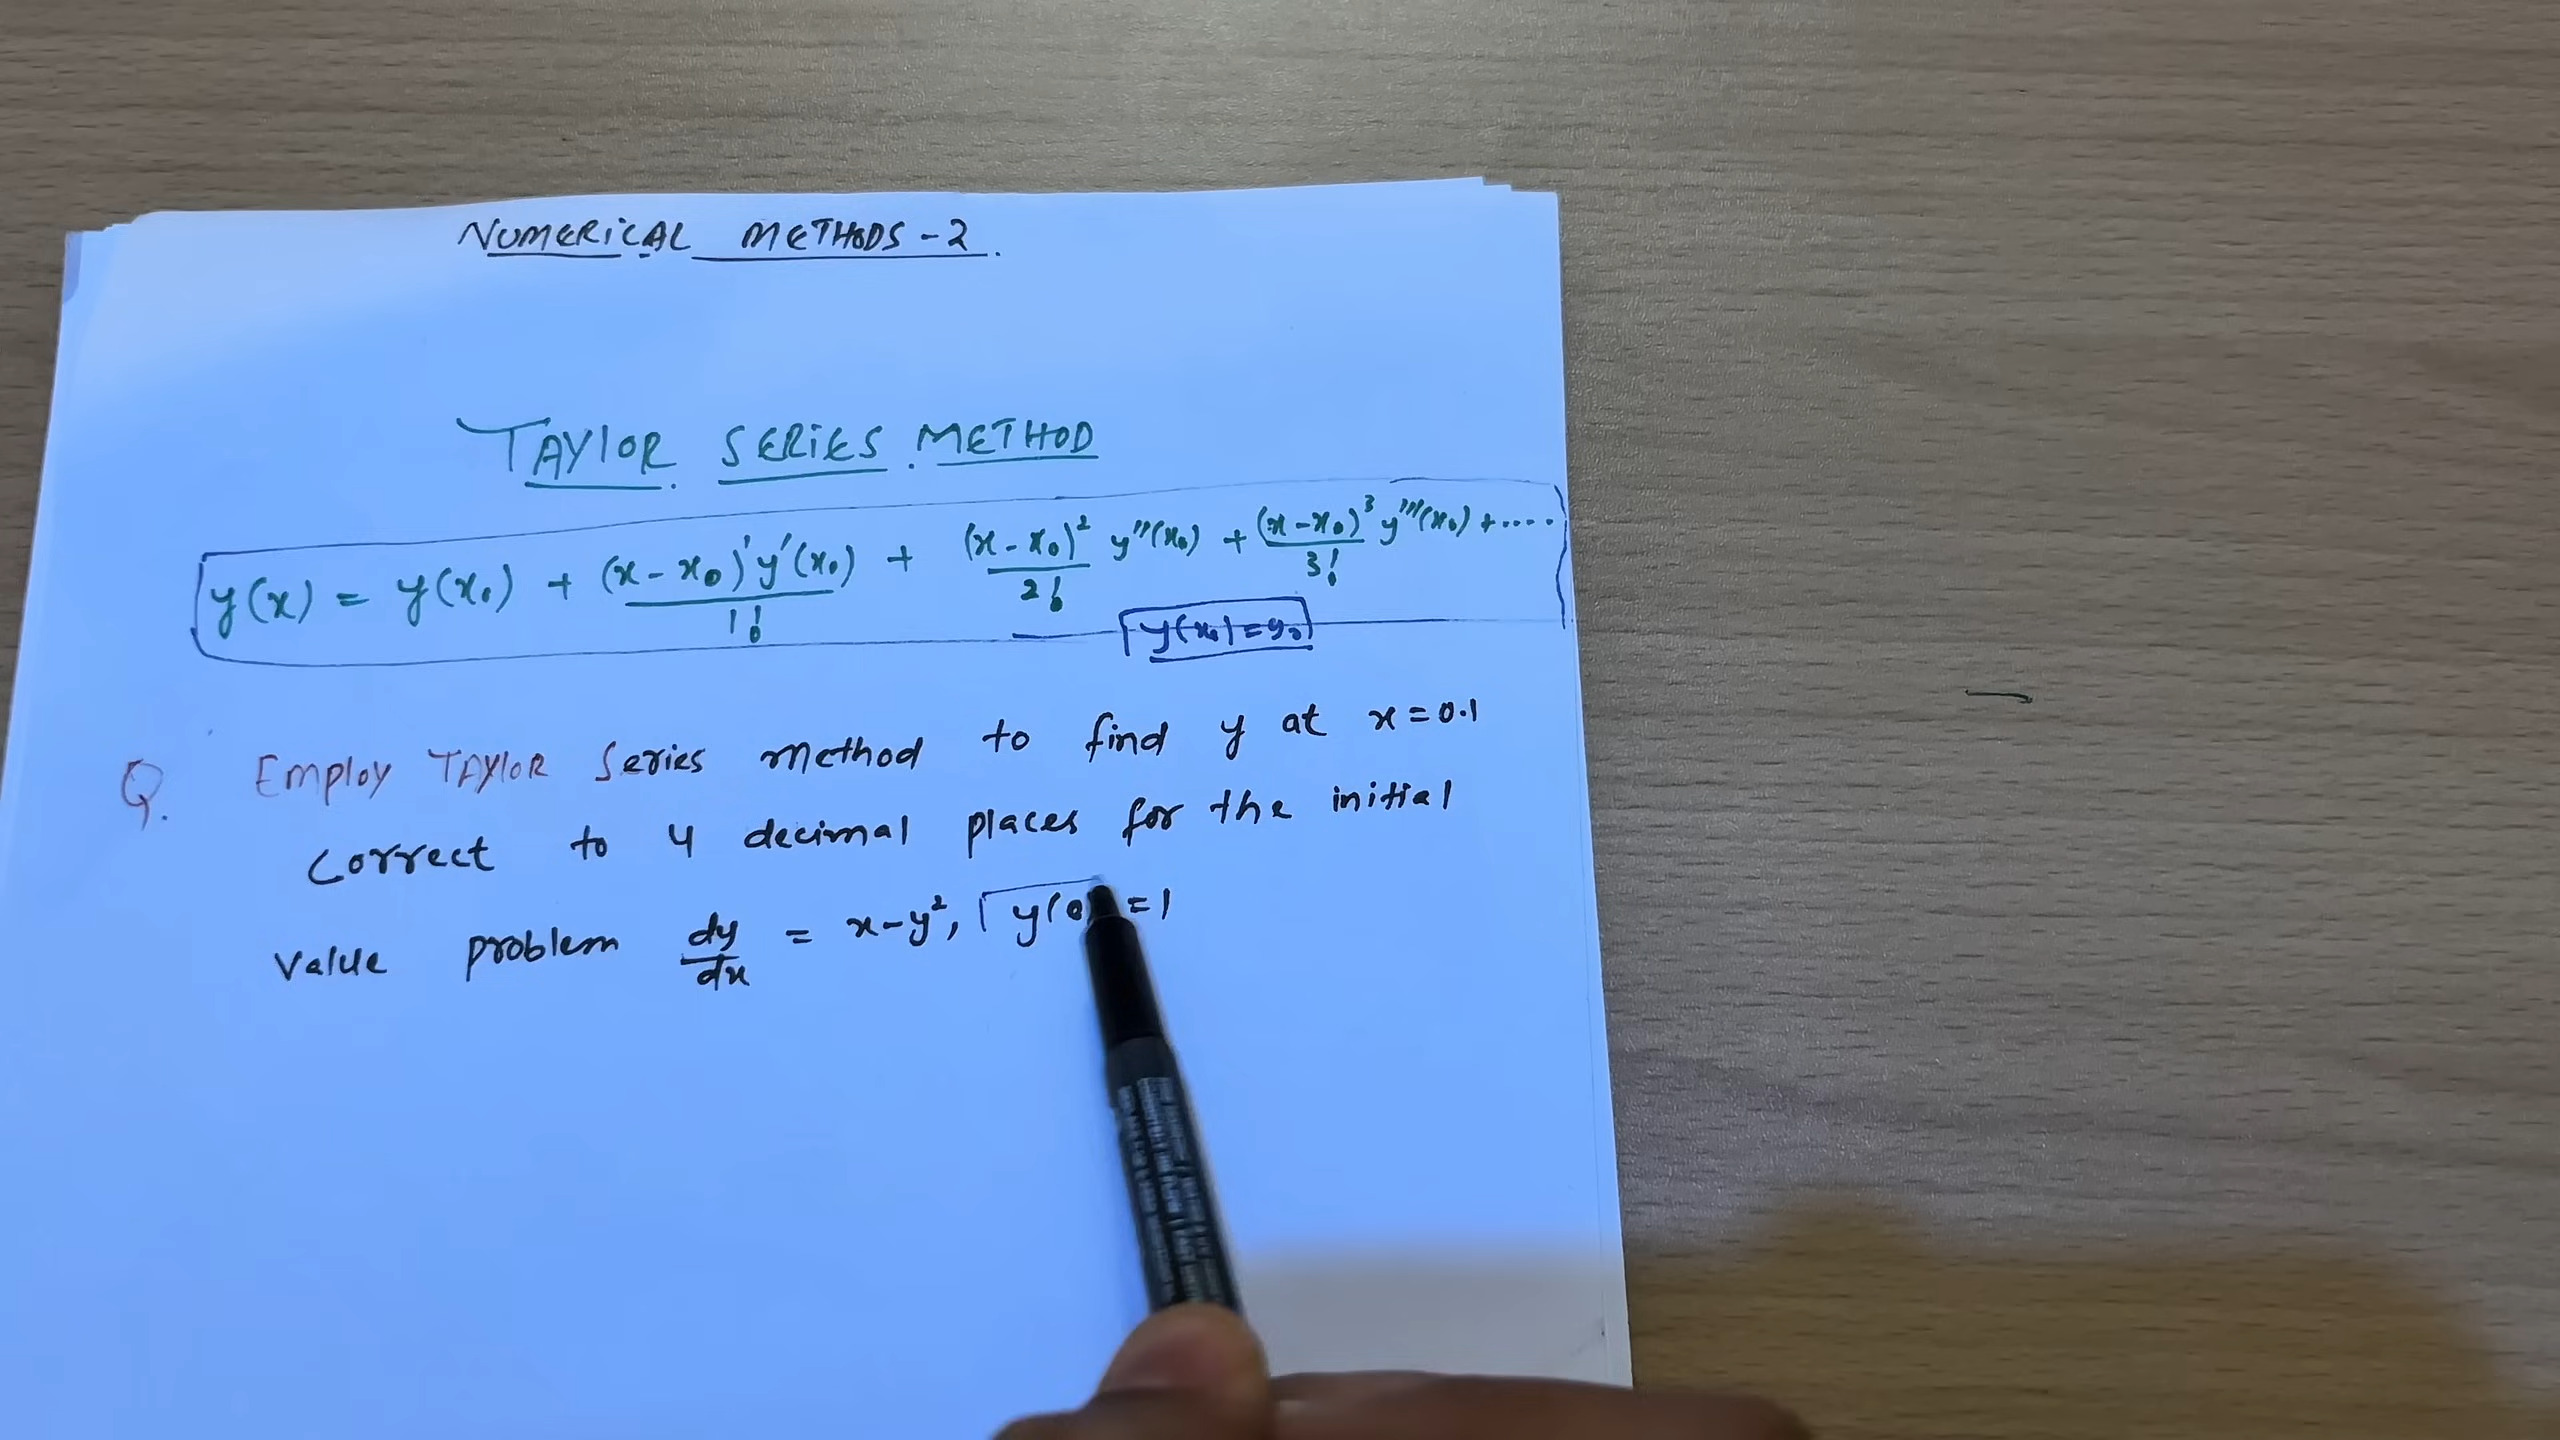 NUMERICAL METHODS - 2.
TAYLOR SERIES METHOD
y(x) = y(x₀) + (x - x₀)'y'(x₀)/1! + (x - x₀)²/2! y''(x₀) + (x - x₀)³/3! y'''(x₀) + ....
y(x₀) = y₀
Q. Employ TAYLOR Series Method to find y at x = 0.1
Correct to 4 decimal places for the initial
Value problem dy/dx = x - y², y(0) = 1